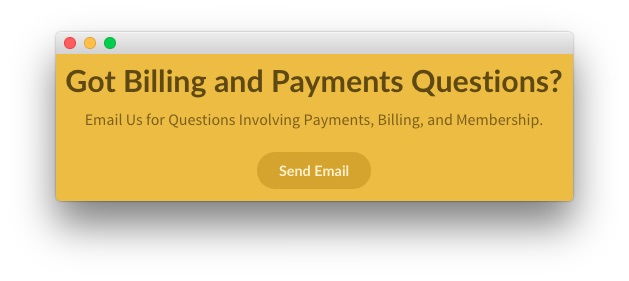 Got Billing and Payments Questions?
Email Us for Questions Involving Payments, Billing, and Membership.
Send Email